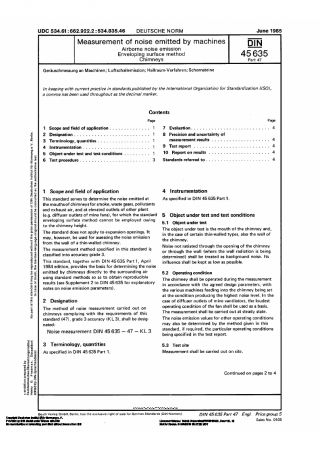 UDC 534.61 : 662.922.2 : 534.835.46
DEUTSCHE NORM
June 1985
Measurement of noise emitted by machines
Airborne noise emission
Enveloping surface method
Chimneys
DIN
45 635
Part 47
Geräuschmessung an Maschinen; Luftschallemission; Hüllflächen-Verfahren; Schornsteine
In keeping with current practice in standards published by the International Organization for Standardization (ISO),
a comma has been used throughout as the decimal marker.
Contents
Page
1 Scope and field of application 1
2 Designation 1
3 Terminology, quantities 1
4 Instrumentation 1
5 Object under test and test conditions 1
6 Test procedure 3
Page
7 Evaluation 4
8 Precision and uncertainty of
measurement results 4
9 Test report 4
10 Report on results 4
Standards referred to 4
1 Scope and field of application
This standard serves to determine the noise emitted at
the mouth of chimneys for smoke, waste gases, pollutants
and exhaust air, and at elevated outlets of other plant
(e.g. diffuser outlets of mine fans), for which the standard
enveloping surface method cannot be employed owing
to the chimney height.
The standard does not apply to expansion openings. It
may, however, be used for assessing the noise emission
from the wall of a thin-walled chimney.
The measurement method specified in this standard is
classified into accuracy grade 3.
This standard, together with DIN 45 635 Part 1, April
1984 edition, provides the basis for determining the noise
emitted by chimneys directly to the surrounding air
using standard methods so as to obtain reproducible
results (see Supplement 2 to DIN 45 635 for explanatory
notes on noise emission parameters).
2 Designation
The method of noise measurement carried out on
chimneys complying with the requirements of this
standard (47), grade 3 accuracy (KL 3), shall be desig-
nated:
Noise measurement DIN 45 635 – 47 – KL 3
3 Terminology, quantities
As specified in DIN 45 635 Part 1.
4 Instrumentation
As specified in DIN 45 635 Part 1.
5 Object under test and test conditions
5.1 Object under test
The object under test is the mouth of the chimney and,
in the case of certain thin-walled types, also the wall of
the chimney.
Noise not radiated through the opening of the chimney
or through the wall (where the wall radiation is being
determined) shall be treated as background noise. Its
influence shall be kept as low as possible.
5.2 Operating conditions
The chimney shall be operated during the measurement
in accordance with the agreed design parameters, with
the various machines feeding into the chimney being set
at the condition producing the highest noise level. In the
case of diffuser outlets of mine ventilators, the loudest
operating condition of the fan shall be used as a basis.
The measurement shall be carried out at steady state.
The noise emission values for other operating conditions
may also be determined by the method given in this
standard. If required, the particular operating conditions
being specified in the test report.
5.3 Test site
Measurement shall be carried out on site.
Continued on pages 2 to 4
DIN 45 635 Part 47 Engl. Price group 5
Sales No. 0105